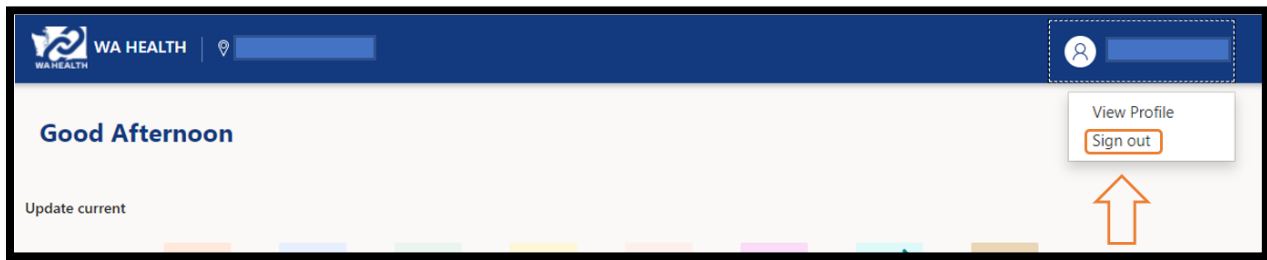 WA HEALTH
WA HEALTH
View Profile
Sign out
Good Afternoon
Update current